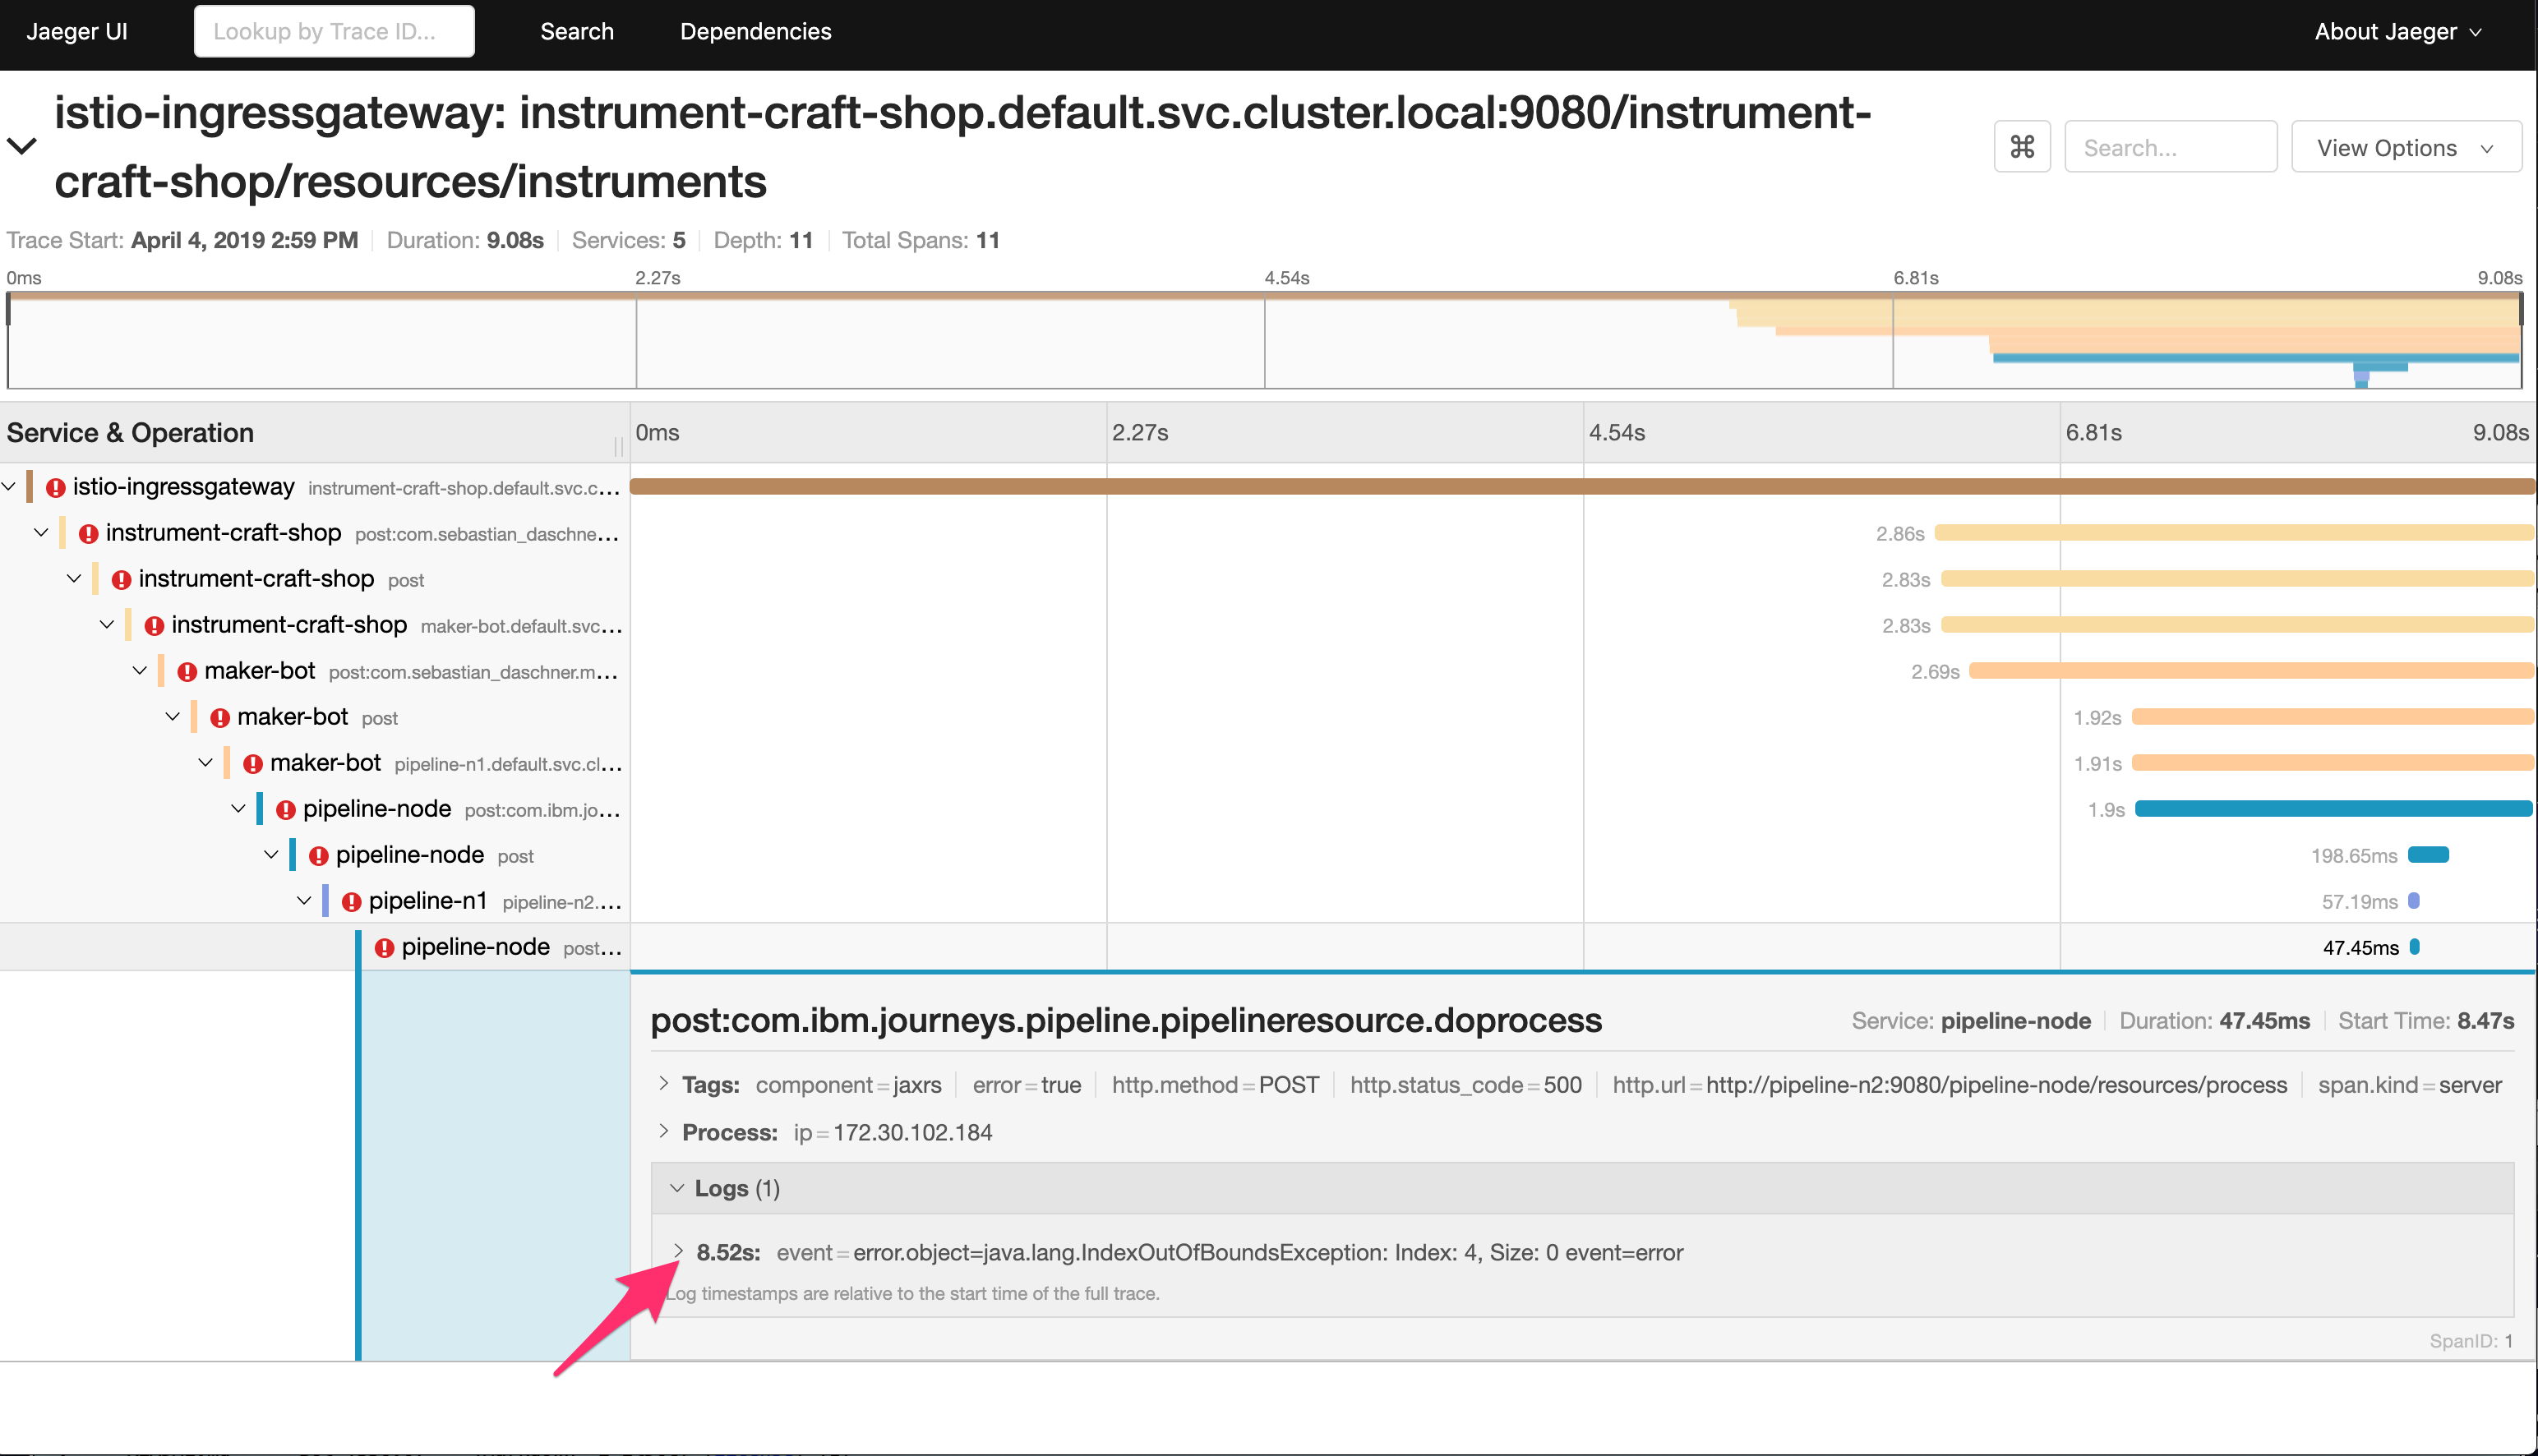 Jaeger UI Lookup by Trace ID... Search Dependencies About Jaeger
istio-ingressgateway: instrument-craft-shop.default.svc.cluster.local:9080/instrument-
craft-shop/resources/instruments
⌘ Search... View Options
Trace Start: April 4, 2019 2:59 PM Duration: 9.08s Services: 5 Depth: 11 Total Spans: 11
0ms 2.27s 4.54s 6.81s 9.08s
Service & Operation 0ms 2.27s 4.54s 6.81s 9.08s
istio-ingressgateway instrument-craft-shop.default.svc.c...
instrument-craft-shop post:com.sebastian_daschne... 2.86s
instrument-craft-shop post 2.83s
instrument-craft-shop maker-bot.default.svc... 2.83s
maker-bot post:com.sebastian_daschner.m... 2.69s
maker-bot post 1.92s
maker-bot pipeline-n1.default.svc.cl... 1.91s
pipeline-node post:com.ibm.jo... 1.9s
pipeline-node post 198.65ms
pipeline-n1 pipeline-n2.... 57.19ms
pipeline-node post... 47.45ms
post:com.ibm.journeys.pipeline.pipelineresource.doprocess Service: pipeline-node Duration: 47.45ms Start Time: 8.47s
Tags: component=jaxrs error=true http.method=POST http.status_code=500 http.url=http://pipeline-n2:9080/pipeline-node/resources/process span.kind=server
Process: ip=172.30.102.184
Logs (1)
8.52s: event=error.object=java.lang.IndexOutOfBoundsException: Index: 4, Size: 0 event=error
Log timestamps are relative to the start time of the full trace.
SpanID: 1